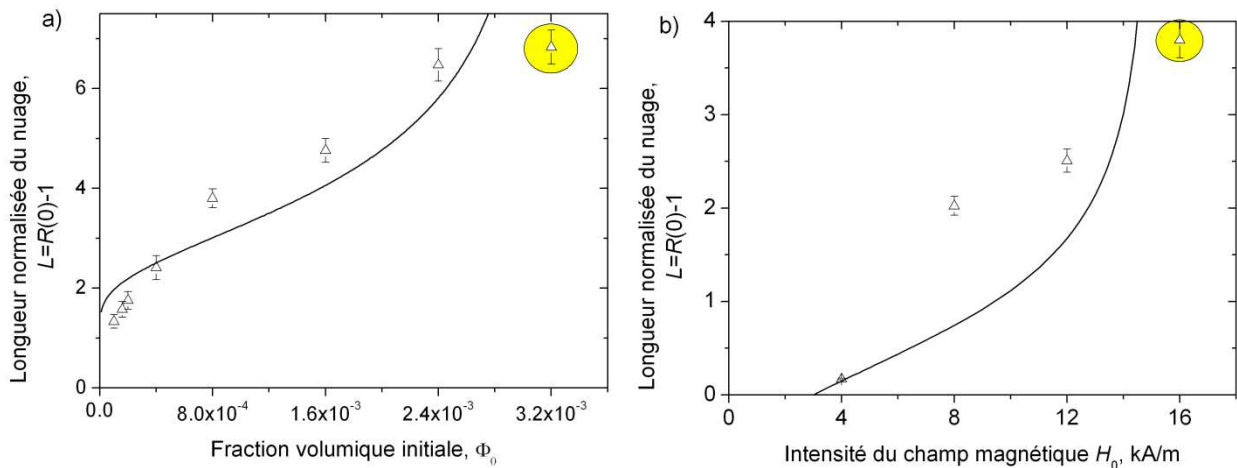 a)
Longueur normalisée du nuage,
L=R(0)-1
6
4
2
0
0.0
8.0x10⁻⁴
1.6x10⁻³
2.4x10⁻³
3.2x10⁻³
Fraction volumique initiale, Φ₀
b)
Longueur normalisée du nuage,
L=R(0)-1
4
3
2
1
0
0
4
8
12
16
Intensité du champ magnétique H₀, kA/m